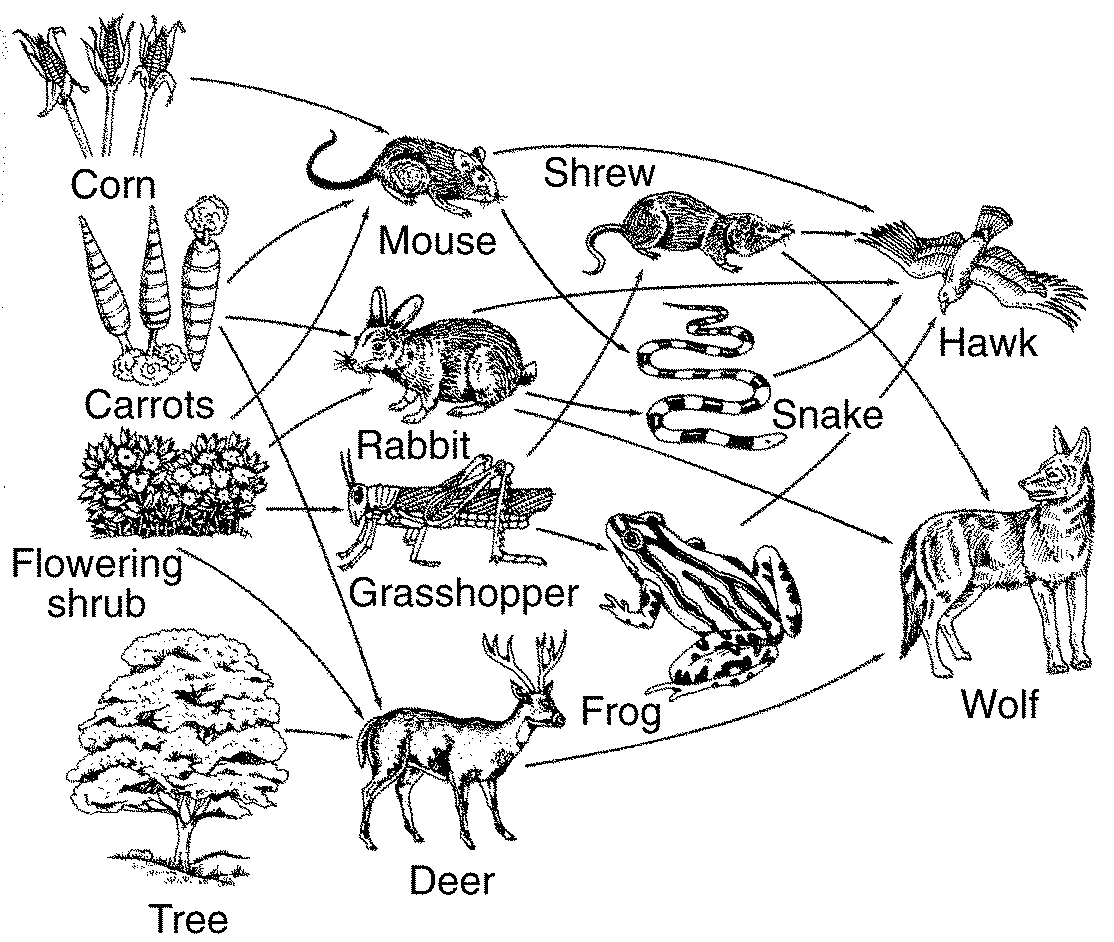 Corn
Shrew
Mouse
Hawk
Carrots
Snake
Rabbit
Flowering
shrub
Grasshopper
Frog
Wolf
Deer
Tree